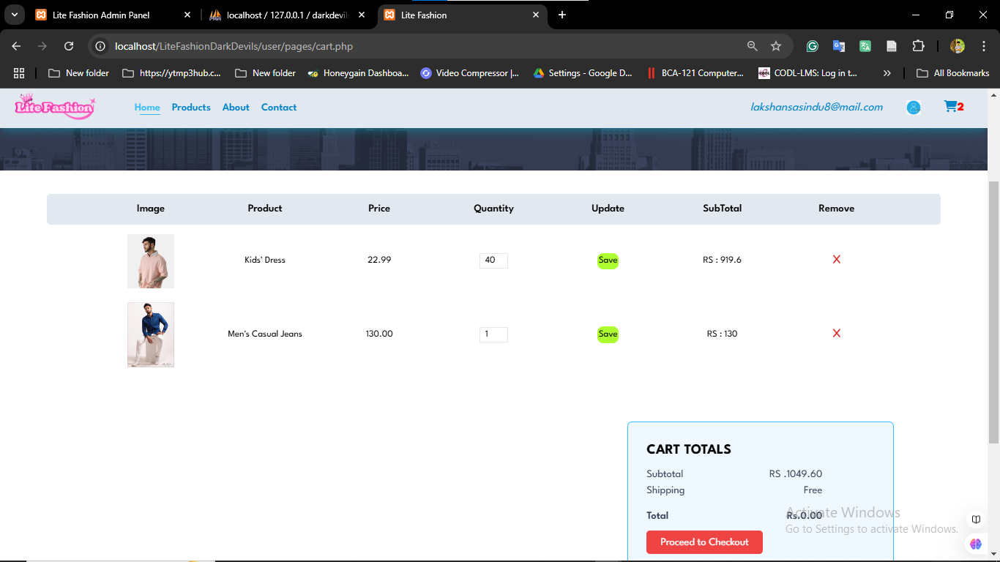 Lite Fashion Admin Panel
localhost / 127.0.0.1 / darkdevil
Lite Fashion
localhost/LiteFashionDarkDevils/user/pages/cart.php
New folder
https://ytmp3hub.c...
New folder
Honeygain Dashboa...
Video Compressor |...
Settings - Google D...
BCA-121 Computer...
CODL-LMS: Log in t...
All Bookmarks
Lite Fashion
Home Products About Contact
lakshansasindu8@mail.com
2
Image Product Price Quantity Update SubTotal Remove
Kids' Dress 22.99 40 Save RS : 919.6 X
Men's Casual Jeans 130.00 1 Save RS : 130 X
CART TOTALS
Subtotal RS .1049.60
Shipping Free
Total Rs.0.00
Proceed to Checkout
Activate Windows
Go to Settings to activate Windows.